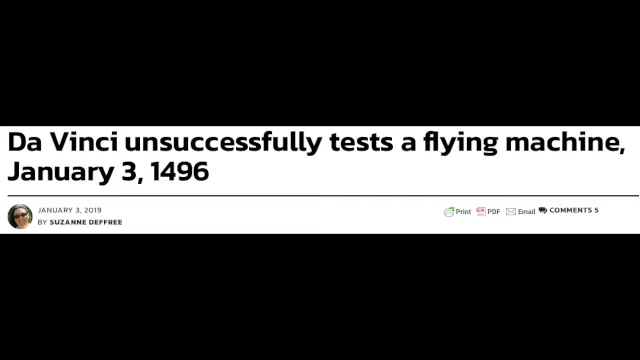 Da Vinci unsuccessfully tests a flying machine,
January 3, 1496
JANUARY 3, 2019
BY SUZANNE DEFFREE
Print PDF Email COMMENTS 5